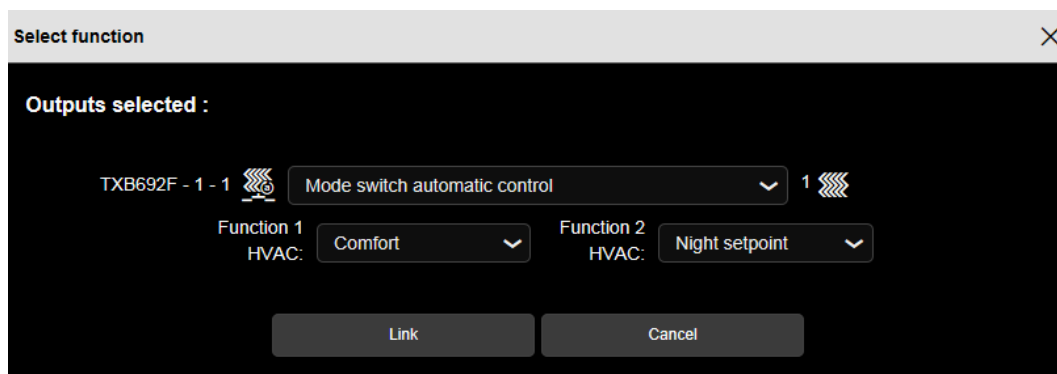 Select function
Outputs selected :
TXB692F - 1 - 1 Mode switch automatic control 1
Function 1 HVAC: Comfort Function 2 HVAC: Night setpoint
Link Cancel